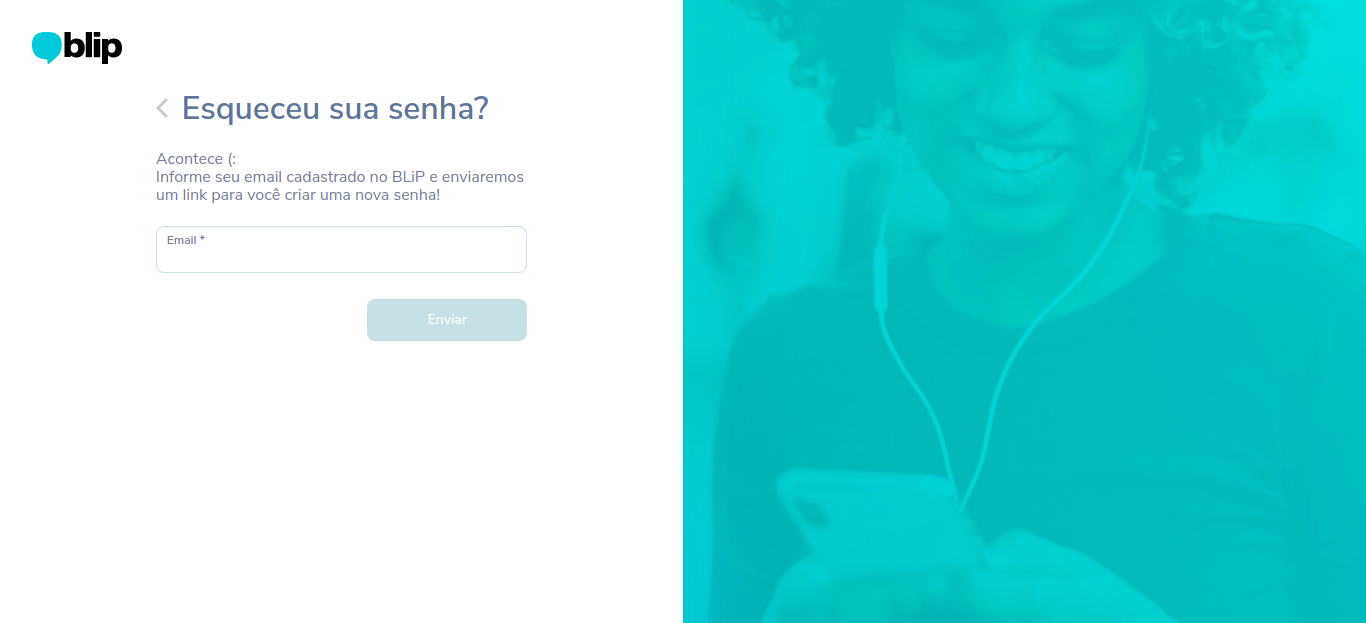 blip
Esqueceu sua senha?
Acontece (:
Informe seu email cadastrado no BLiP e enviaremos
um link para você criar uma nova senha!
Email *
Enviar